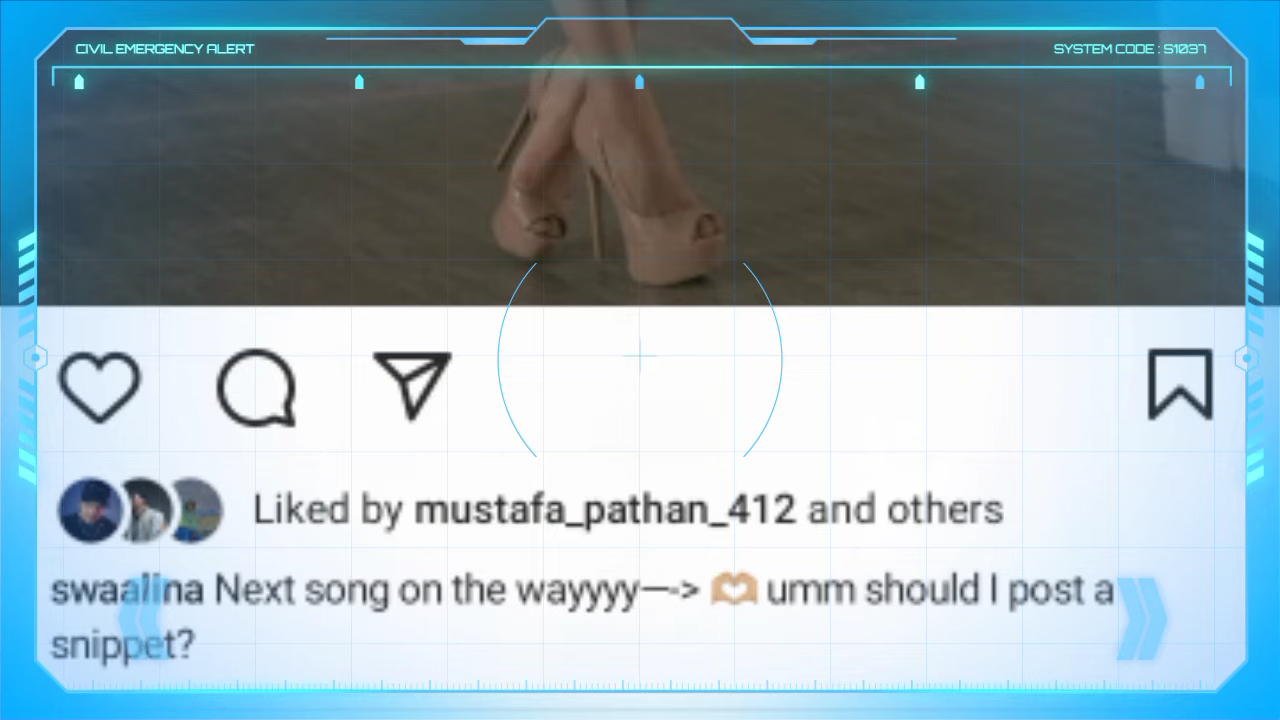 CIVIL EMERGENCY ALERT
SYSTEM CODE : S1037
Liked by mustafa_pathan_412 and others
swaalina Next song on the wayyyy—-> 🫶🏼 umm should I post a
snippet?